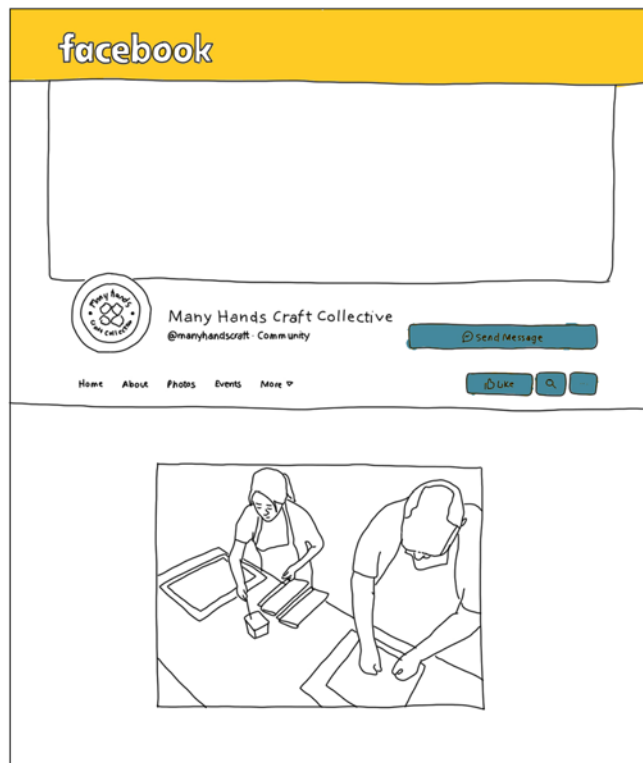 facebook
Many hands
Craft Collective
Many Hands Craft Collective
@manyhandscraft · Community
Send Message
Home About Photos Events More
Like